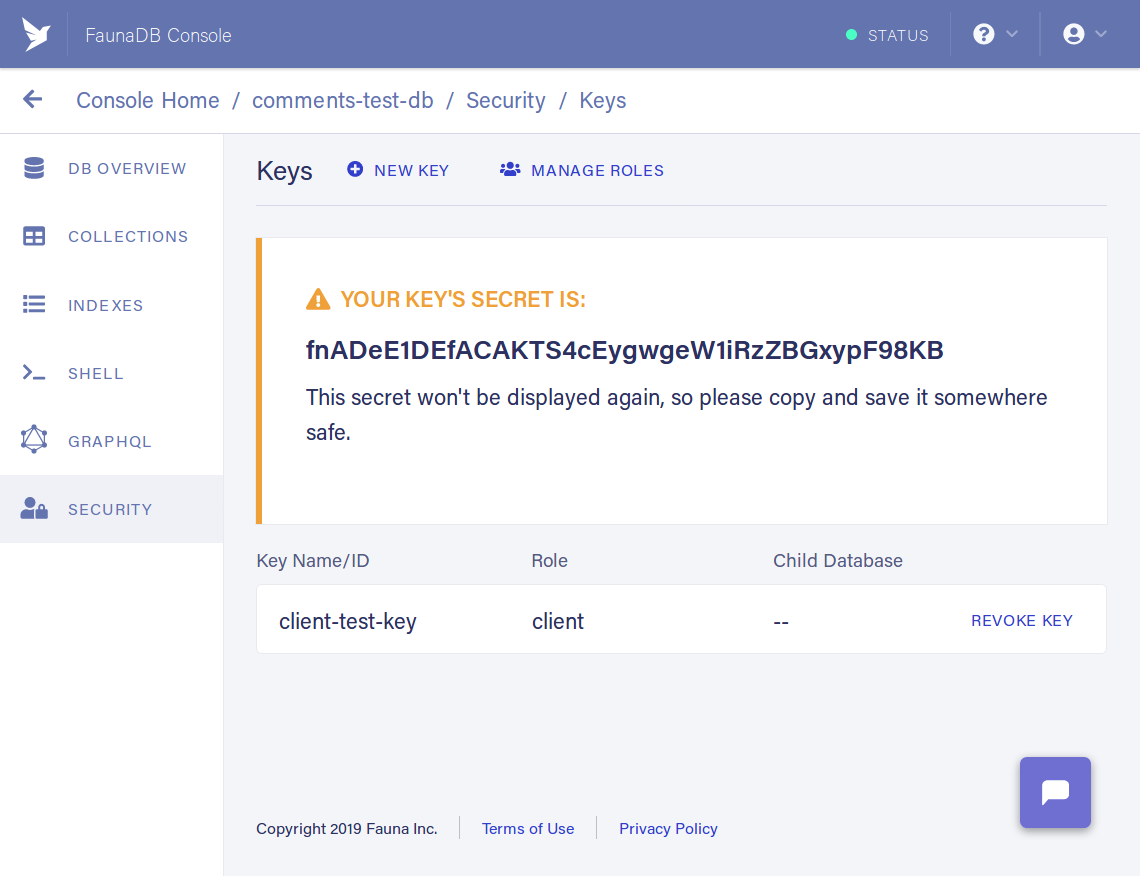 FaunaDB Console
STATUS
Console Home / comments-test-db / Security / Keys
DB OVERVIEW
COLLECTIONS
INDEXES
SHELL
GRAPHQL
SECURITY
Keys
NEW KEY
MANAGE ROLES
YOUR KEY'S SECRET IS:
fnADeE1DEfACAKTS4cEygwgeW1iRzZBGxypF98KB
This secret won't be displayed again, so please copy and save it somewhere
safe.
Key Name/ID Role Child Database
client-test-key client -- REVOKE KEY
Copyright 2019 Fauna Inc. Terms of Use Privacy Policy